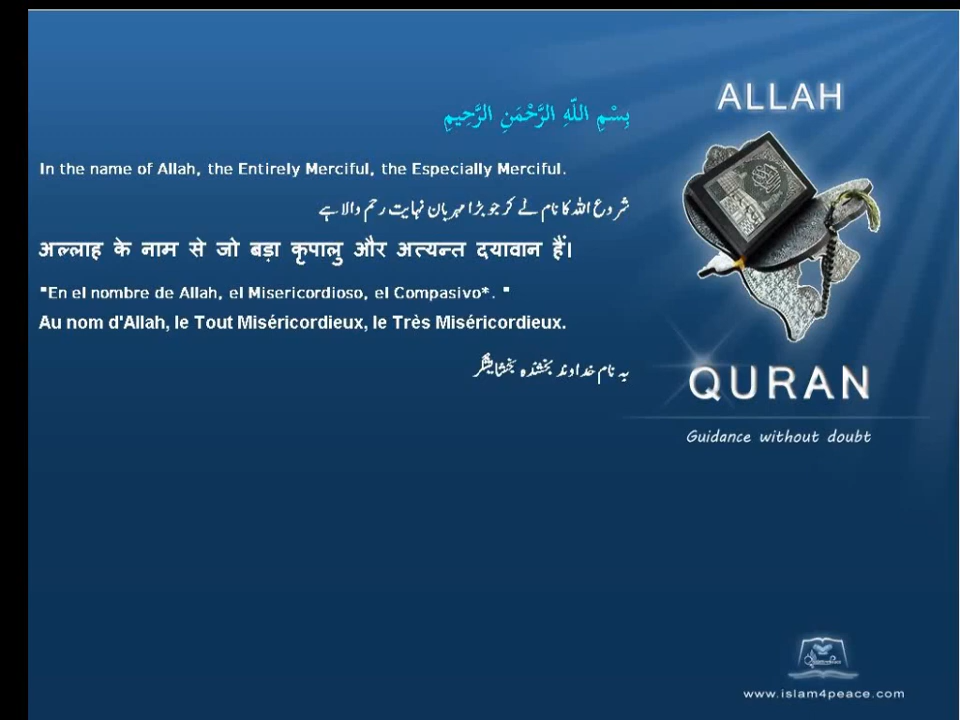 بِسْمِ اللّهِ الرَّحْمَنِ الرَّحِيمِ
In the name of Allah, the Entirely Merciful, the Especially Merciful.
شروع الله کا نام لے کر جو بڑا مہربان نہایت رحم والا ہے
अल्लाह के नाम से जो बड़ा कृपालु और अत्यन्त दयावान हैं।
"En el nombre de Allah, el Misericordioso, el Compasivo*. "
Au nom d'Allah, le Tout Miséricordieux, le Très Miséricordieux.
به نام خداوند بخشنده بخشایشگر
ALLAH
QURAN
Guidance without doubt
www.islam4peace.com